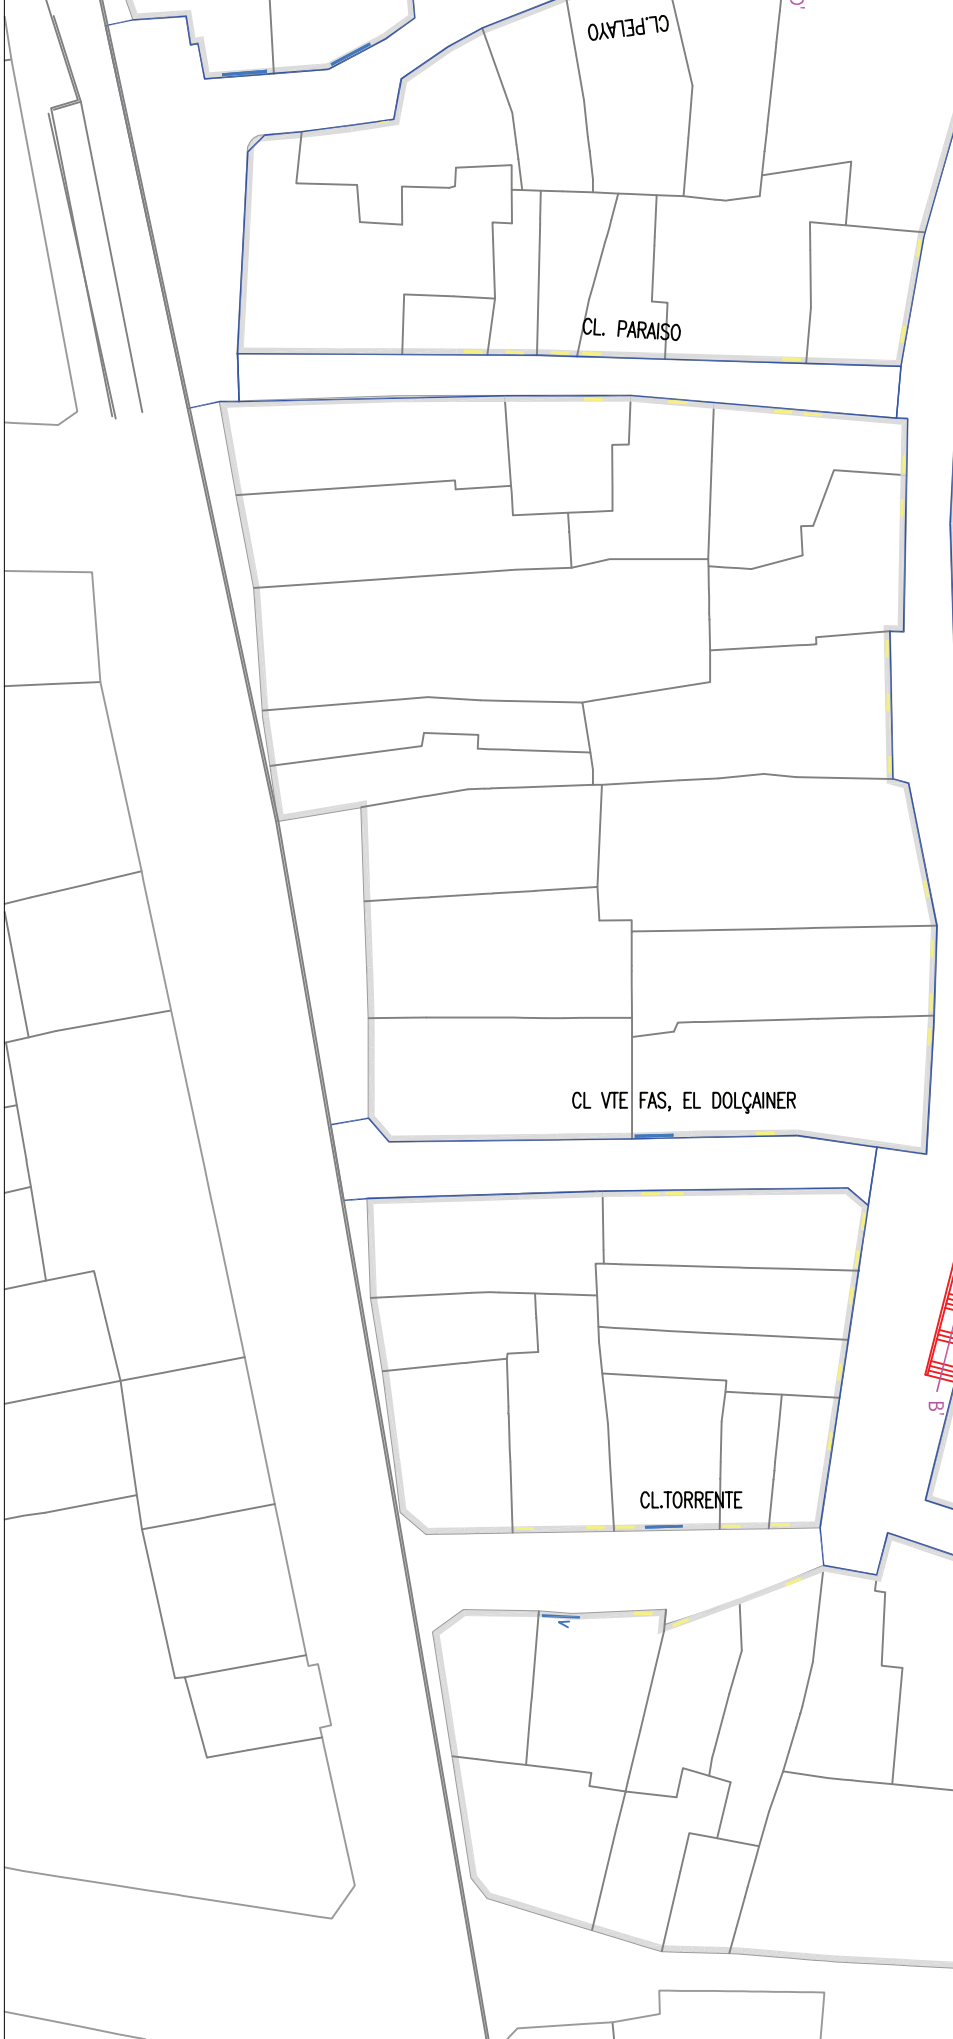 CL.PELAYO
CL. PARAISO
CL VTE FAS, EL DOLÇAINER
B'
CL.TORRENTE